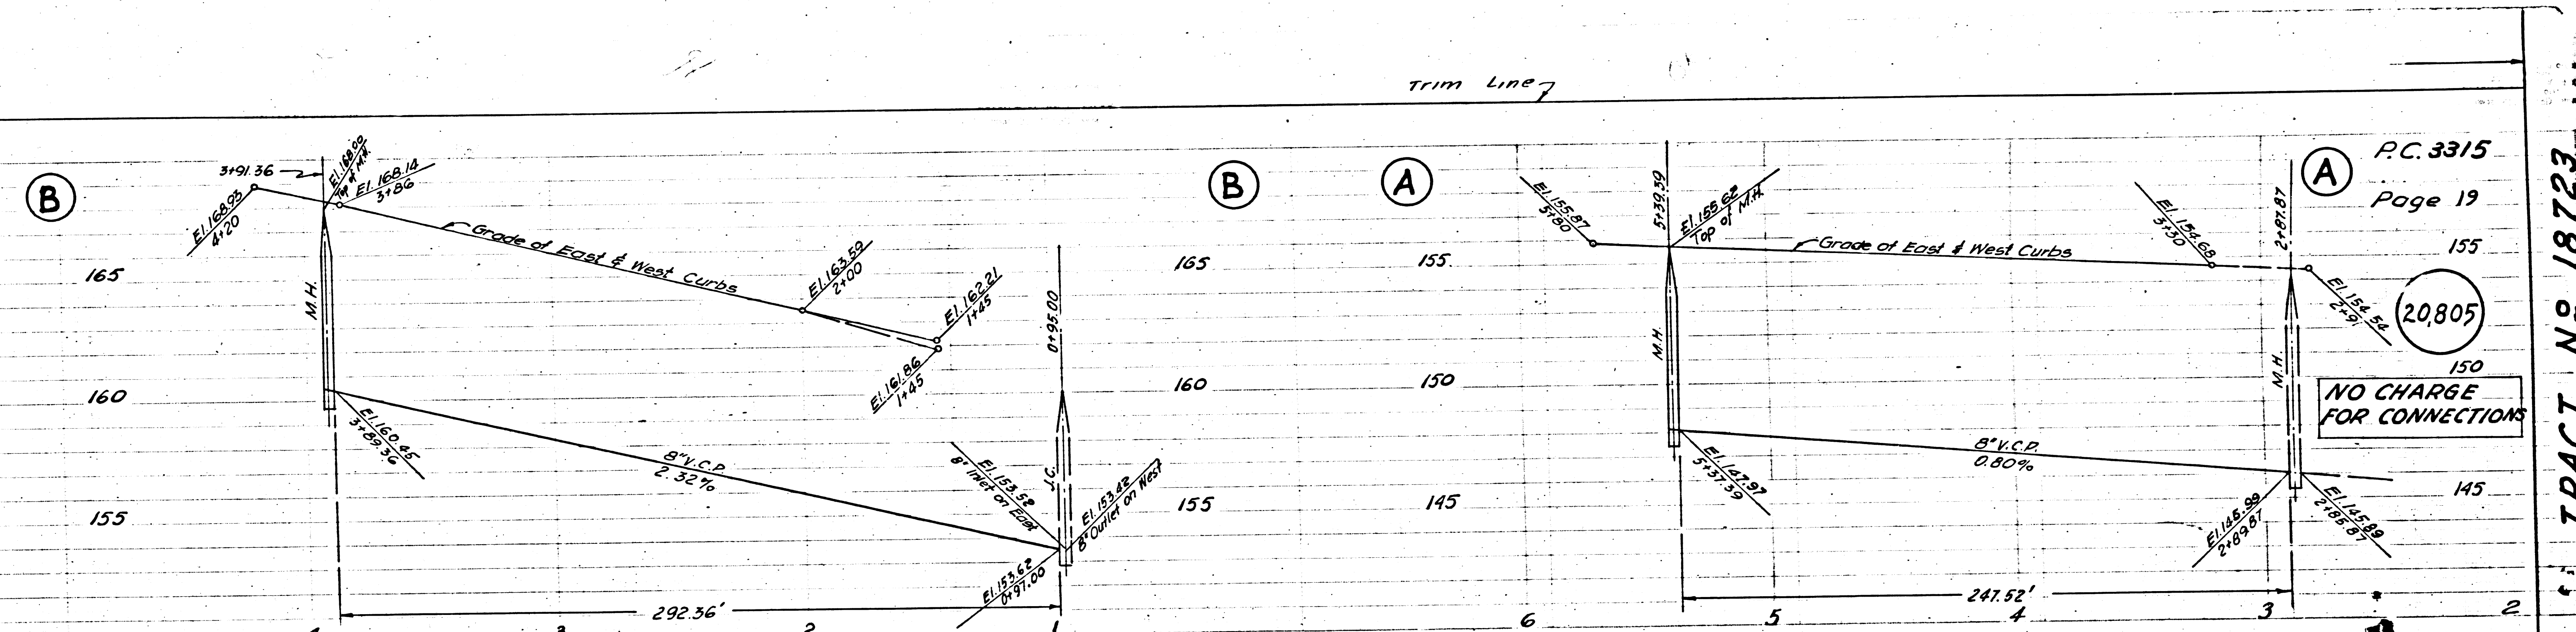 Trim Line
P.C. 3315
Page 19
TRACT NO 18723
B
3+91.36
El. 168.00
Top of M.H.
El. 168.14
3+86
El. 168.93
4+20
Grade of East & West Curbs
El. 163.59
2+00
El. 162.21
1+45
El. 161.86
1+45
0+95.00
165
160
155
M.H.
El. 160.45
3+89.36
8" V.C.P.
2.32%
El. 153.52
8" Inlet on East
El. 153.42
8" Outlet on West
El. 153.62
0+97.00
292.36'
3
2
1
B
165
160
155
A
155
150
145
El. 155.87
5+80
5+39.39
El. 155.62
Top of M.H.
Grade of East & West Curbs
El. 154.68
3+30
2+87.87
El. 154.54
2+91
M.H.
M.H.
El. 147.97
5+37.39
8" V.C.P.
0.80%
El. 145.99
2+89.87
El. 145.89
2+85.87
247.52'
6
5
4
3
2
A
155
20,805
150
NO CHARGE
FOR CONNECTIONS
145